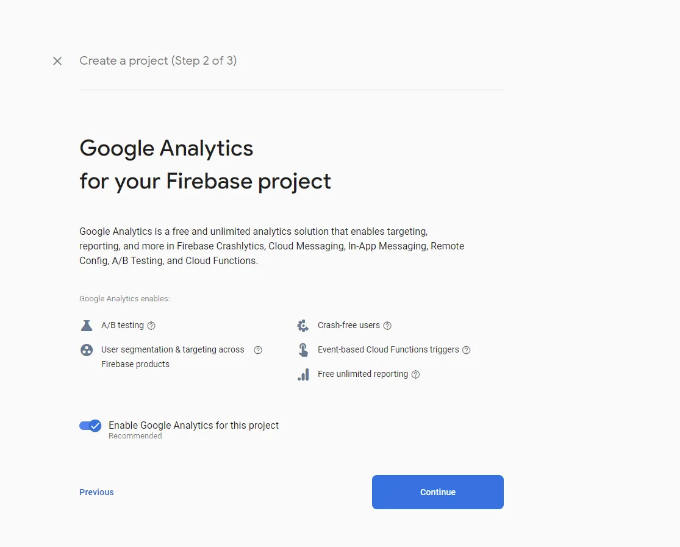 Create a project (Step 2 of 3)
Google Analytics
for your Firebase project
Google Analytics is a free and unlimited analytics solution that enables targeting,
reporting, and more in Firebase Crashlytics, Cloud Messaging, In-App Messaging, Remote
Config, A/B Testing, and Cloud Functions.
Google Analytics enables:
A/B testing
Crash-free users
User segmentation & targeting across
Firebase products
Event-based Cloud Functions triggers
Free unlimited reporting
Enable Google Analytics for this project
Recommended
Previous
Continue